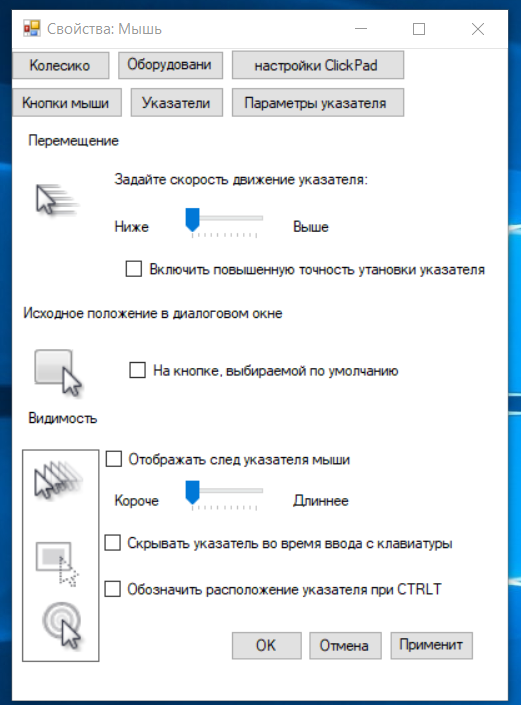 Свойства: Мышь
Колесико Оборудовани настройки ClickPad
Кнопки мыши Указатели Параметры указателя
Перемещение
Задайте скорость движение указателя:
Ниже Выше
Включить повышенную точность утановки указателя
Исходное положение в диалоговом окне
На кнопке, выбираемой по умолчанию
Видимость
Отображать след указателя мыши
Короче Длиннее
Скрывать указатель во время ввода с клавиатуры
Обозначить расположение указателя при CTRLT
OK Отмена Применит